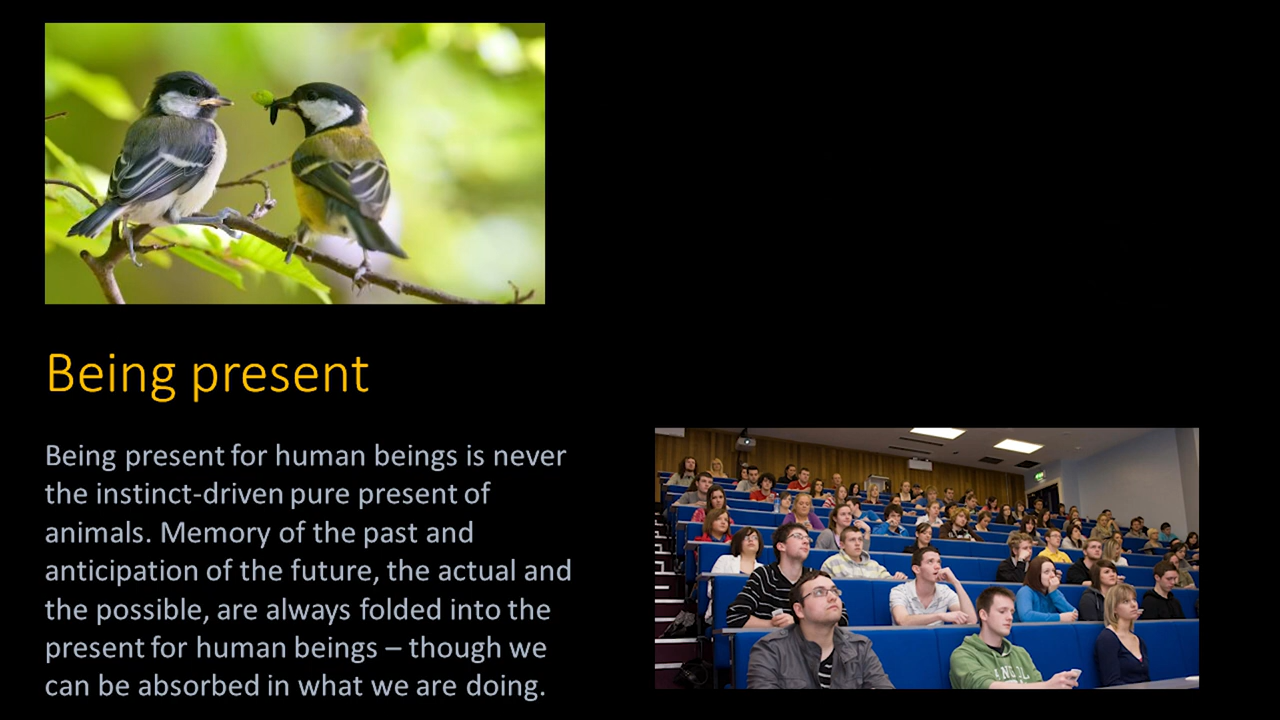 Being present
Being present for human beings is never
the instinct-driven pure present of
animals. Memory of the past and
anticipation of the future, the actual and
the possible, are always folded into the
present for human beings – though we
can be absorbed in what we are doing.